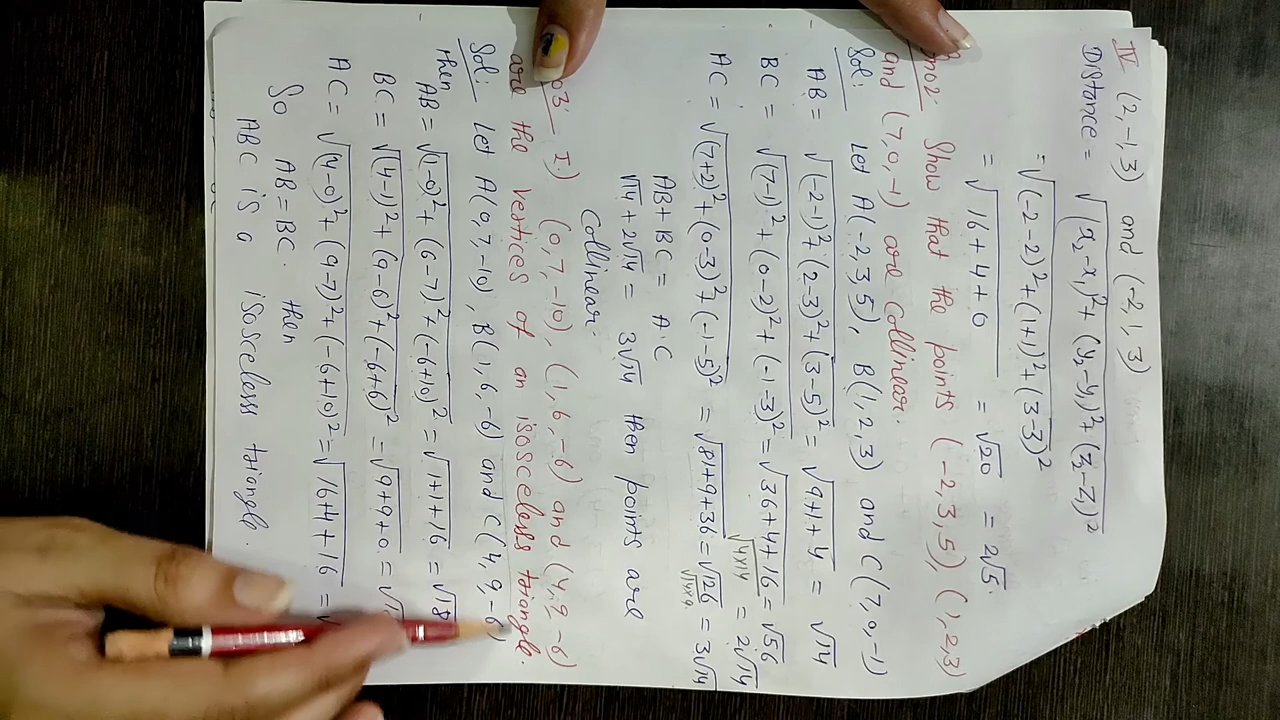 IV (2,-1,3) and (-2,1,3)
Distance = √(x₂-x₁)²+(y₂-y₁)²+(z₂-z₁)²
= √(-2-2)²+(1+1)²+(3-3)²
= √16+4+0 = √20 = 2√5.
no2: Show that the points (-2,3,5), (1,2,3)
and (7,0,-1) are collinear.
Sol: Let A(-2,3,5), B(1,2,3) and C(7,0,-1)
AB = √(-2-1)²+(2-3)²+(3-5)² = √9+1+4 = √14
BC = √(7-1)²+(0-2)²+(-1-3)² = √36+4+16 = √56
√4x14 = 2√14
AC = √(7+2)²+(0-3)²+(-1-5)² = √81+9+36 = √126 = 3√14
√14x9
AB+BC = AC
√14+2√14 = 3√14 then points are
Collinear.
o3: I.) (0,7,-10), (1,6,-6) and (4,9,-6)
are the vertices of an isosceless triangle.
Sol: Let A(0,7,-10), B(1,6,-6) and C(4,9,-6)
then
AB = √(1-0)²+(6-7)²+(-6+10)² = √1+1+16 = √18
BC = √(4-1)²+(9-6)²+(-6+6)² = √9+9+0 = √1
AC = √(4-0)²+(9-7)²+(-6+10)² = √16+4+16 = √
So AB=BC. then
ABC is a isosceless triangle.